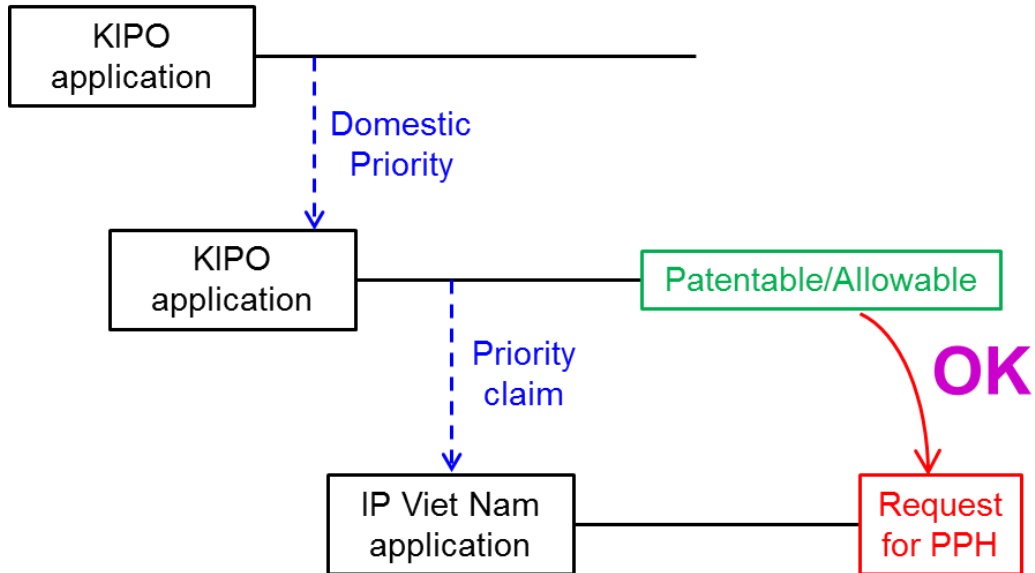 KIPO
application
Domestic
Priority
KIPO
application
Patentable/Allowable
Priority
claim
OK
IP Viet Nam
application
Request
for PPH